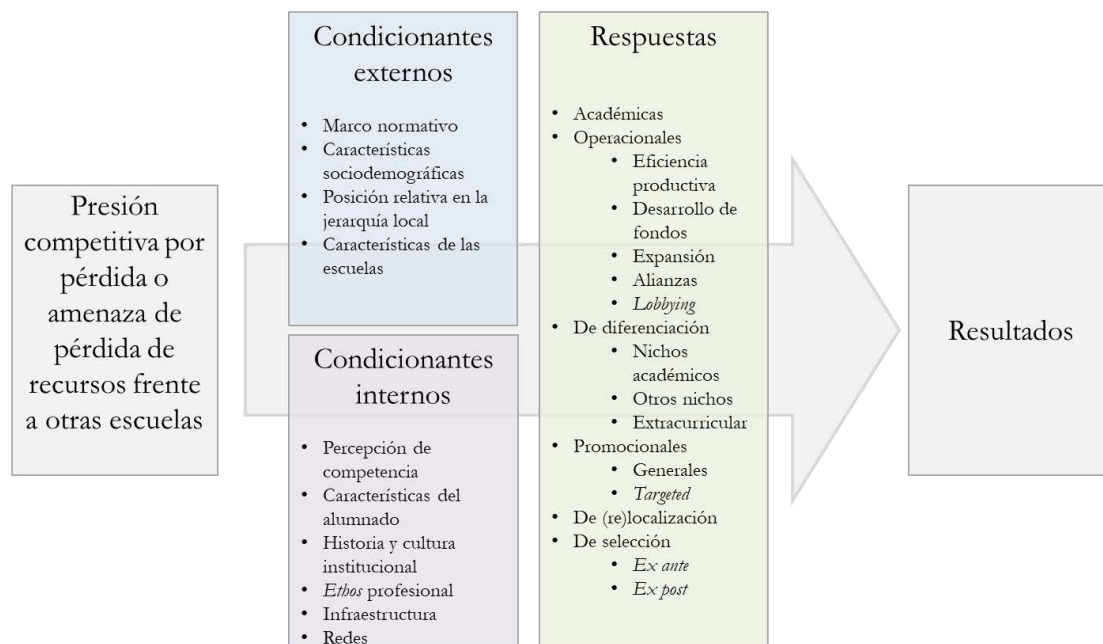 Presión
competitiva por
pérdida o
amenaza de
pérdida de
recursos frente
a otras escuelas
Condicionantes
externos
• Marco normativo
• Características
sociodemográficas
• Posición relativa en la
jerarquía local
• Características de las
escuelas
Condicionantes
internos
• Percepción de
competencia
• Características del
alumnado
• Historia y cultura
institucional
• Ethos profesional
• Infraestructura
• Redes
Respuestas
• Académicas
• Operacionales
• Eficiencia
productiva
• Desarrollo de
fondos
• Expansión
• Alianzas
• Lobbying
• De diferenciación
• Nichos
académicos
• Otros nichos
• Extracurricular
• Promocionales
• Generales
• Targeted
• De (re)localización
• De selección
• Ex ante
• Ex post
Resultados